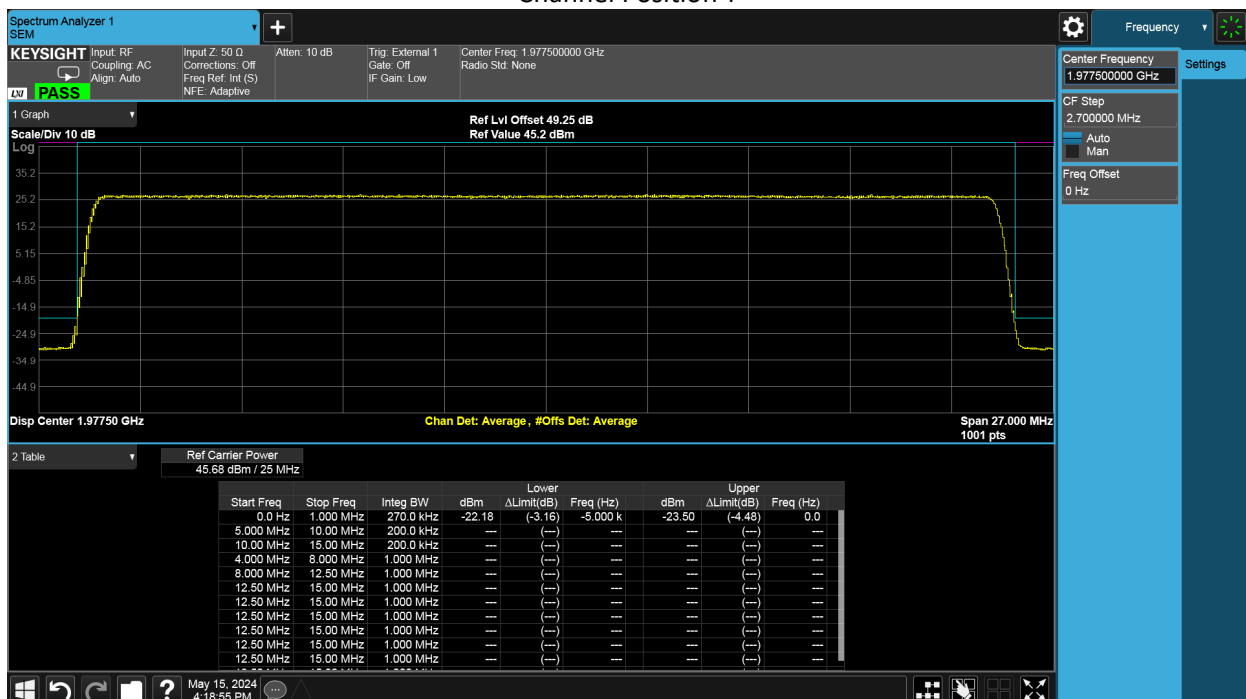 Spectrum Analyzer 1
SEM
Frequency
KEYSIGHT
Input: RF
Coupling: AC
Align: Auto
Input Z: 50 Ω
Corrections: Off
Freq Ref: Int (S)
NFE: Adaptive
Atten: 10 dB
Trig: External 1
Gate: Off
IF Gain: Low
Center Freq: 1.977500000 GHz
Radio Std: None
LXI PASS
Center Frequency
1.977500000 GHz
Settings
CF Step
2.700000 MHz
Auto
Man
Freq Offset
0 Hz
1 Graph
Scale/Div 10 dB
Ref Lvl Offset 49.25 dB
Ref Value 45.2 dBm
Log
35.2
25.2
15.2
5.15
-4.85
-14.9
-24.9
-34.9
-44.9
Disp Center 1.97750 GHz
Chan Det: Average, #Offs Det: Average
Span 27.000 MHz
1001 pts
2 Table
Ref Carrier Power
45.68 dBm / 25 MHz
Lower Upper
Start Freq Stop Freq Integ BW dBm ΔLimit(dB) Freq (Hz) dBm ΔLimit(dB) Freq (Hz)
0.0 Hz 1.000 MHz 270.0 kHz -22.18 (-3.16) -5.000 k -23.50 (-4.48) 0.0
5.000 MHz 10.00 MHz 200.0 kHz --- (---) --- --- (---) ---
10.00 MHz 15.00 MHz 200.0 kHz --- (---) --- --- (---) ---
4.000 MHz 8.000 MHz 1.000 MHz --- (---) --- --- (---) ---
8.000 MHz 12.50 MHz 1.000 MHz --- (---) --- --- (---) ---
12.50 MHz 15.00 MHz 1.000 MHz --- (---) --- --- (---) ---
12.50 MHz 15.00 MHz 1.000 MHz --- (---) --- --- (---) ---
12.50 MHz 15.00 MHz 1.000 MHz --- (---) --- --- (---) ---
12.50 MHz 15.00 MHz 1.000 MHz --- (---) --- --- (---) ---
12.50 MHz 15.00 MHz 1.000 MHz --- (---) --- --- (---) ---
12.50 MHz 15.00 MHz 1.000 MHz --- (---) --- --- (---) ---
May 15, 2024
4:18:55 PM